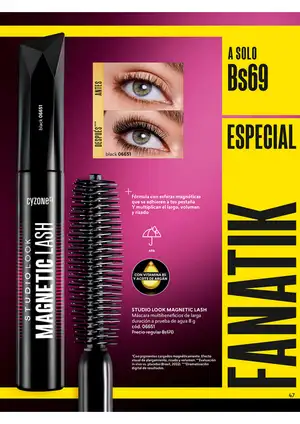 A SOLO
Bs69
ESPECIAL
FANATIK
ANTES
DESPUÉS
black 06651
black 06651
cyzone
STUDIO LOOK
MAGNETIC LASH
Fórmula con esferas magnéticas
que se adhieren a tus pestañas
Y multiplican el largo, volumen
y rizado
CON VITAMINA B5
Y ACEITE DE ARGÁN
STUDIO LOOK MAGNETIC LASH
Máscara multibeneficios de larga
duración a prueba de agua 8 g
cód. 06651
Precio regular Bs170
47